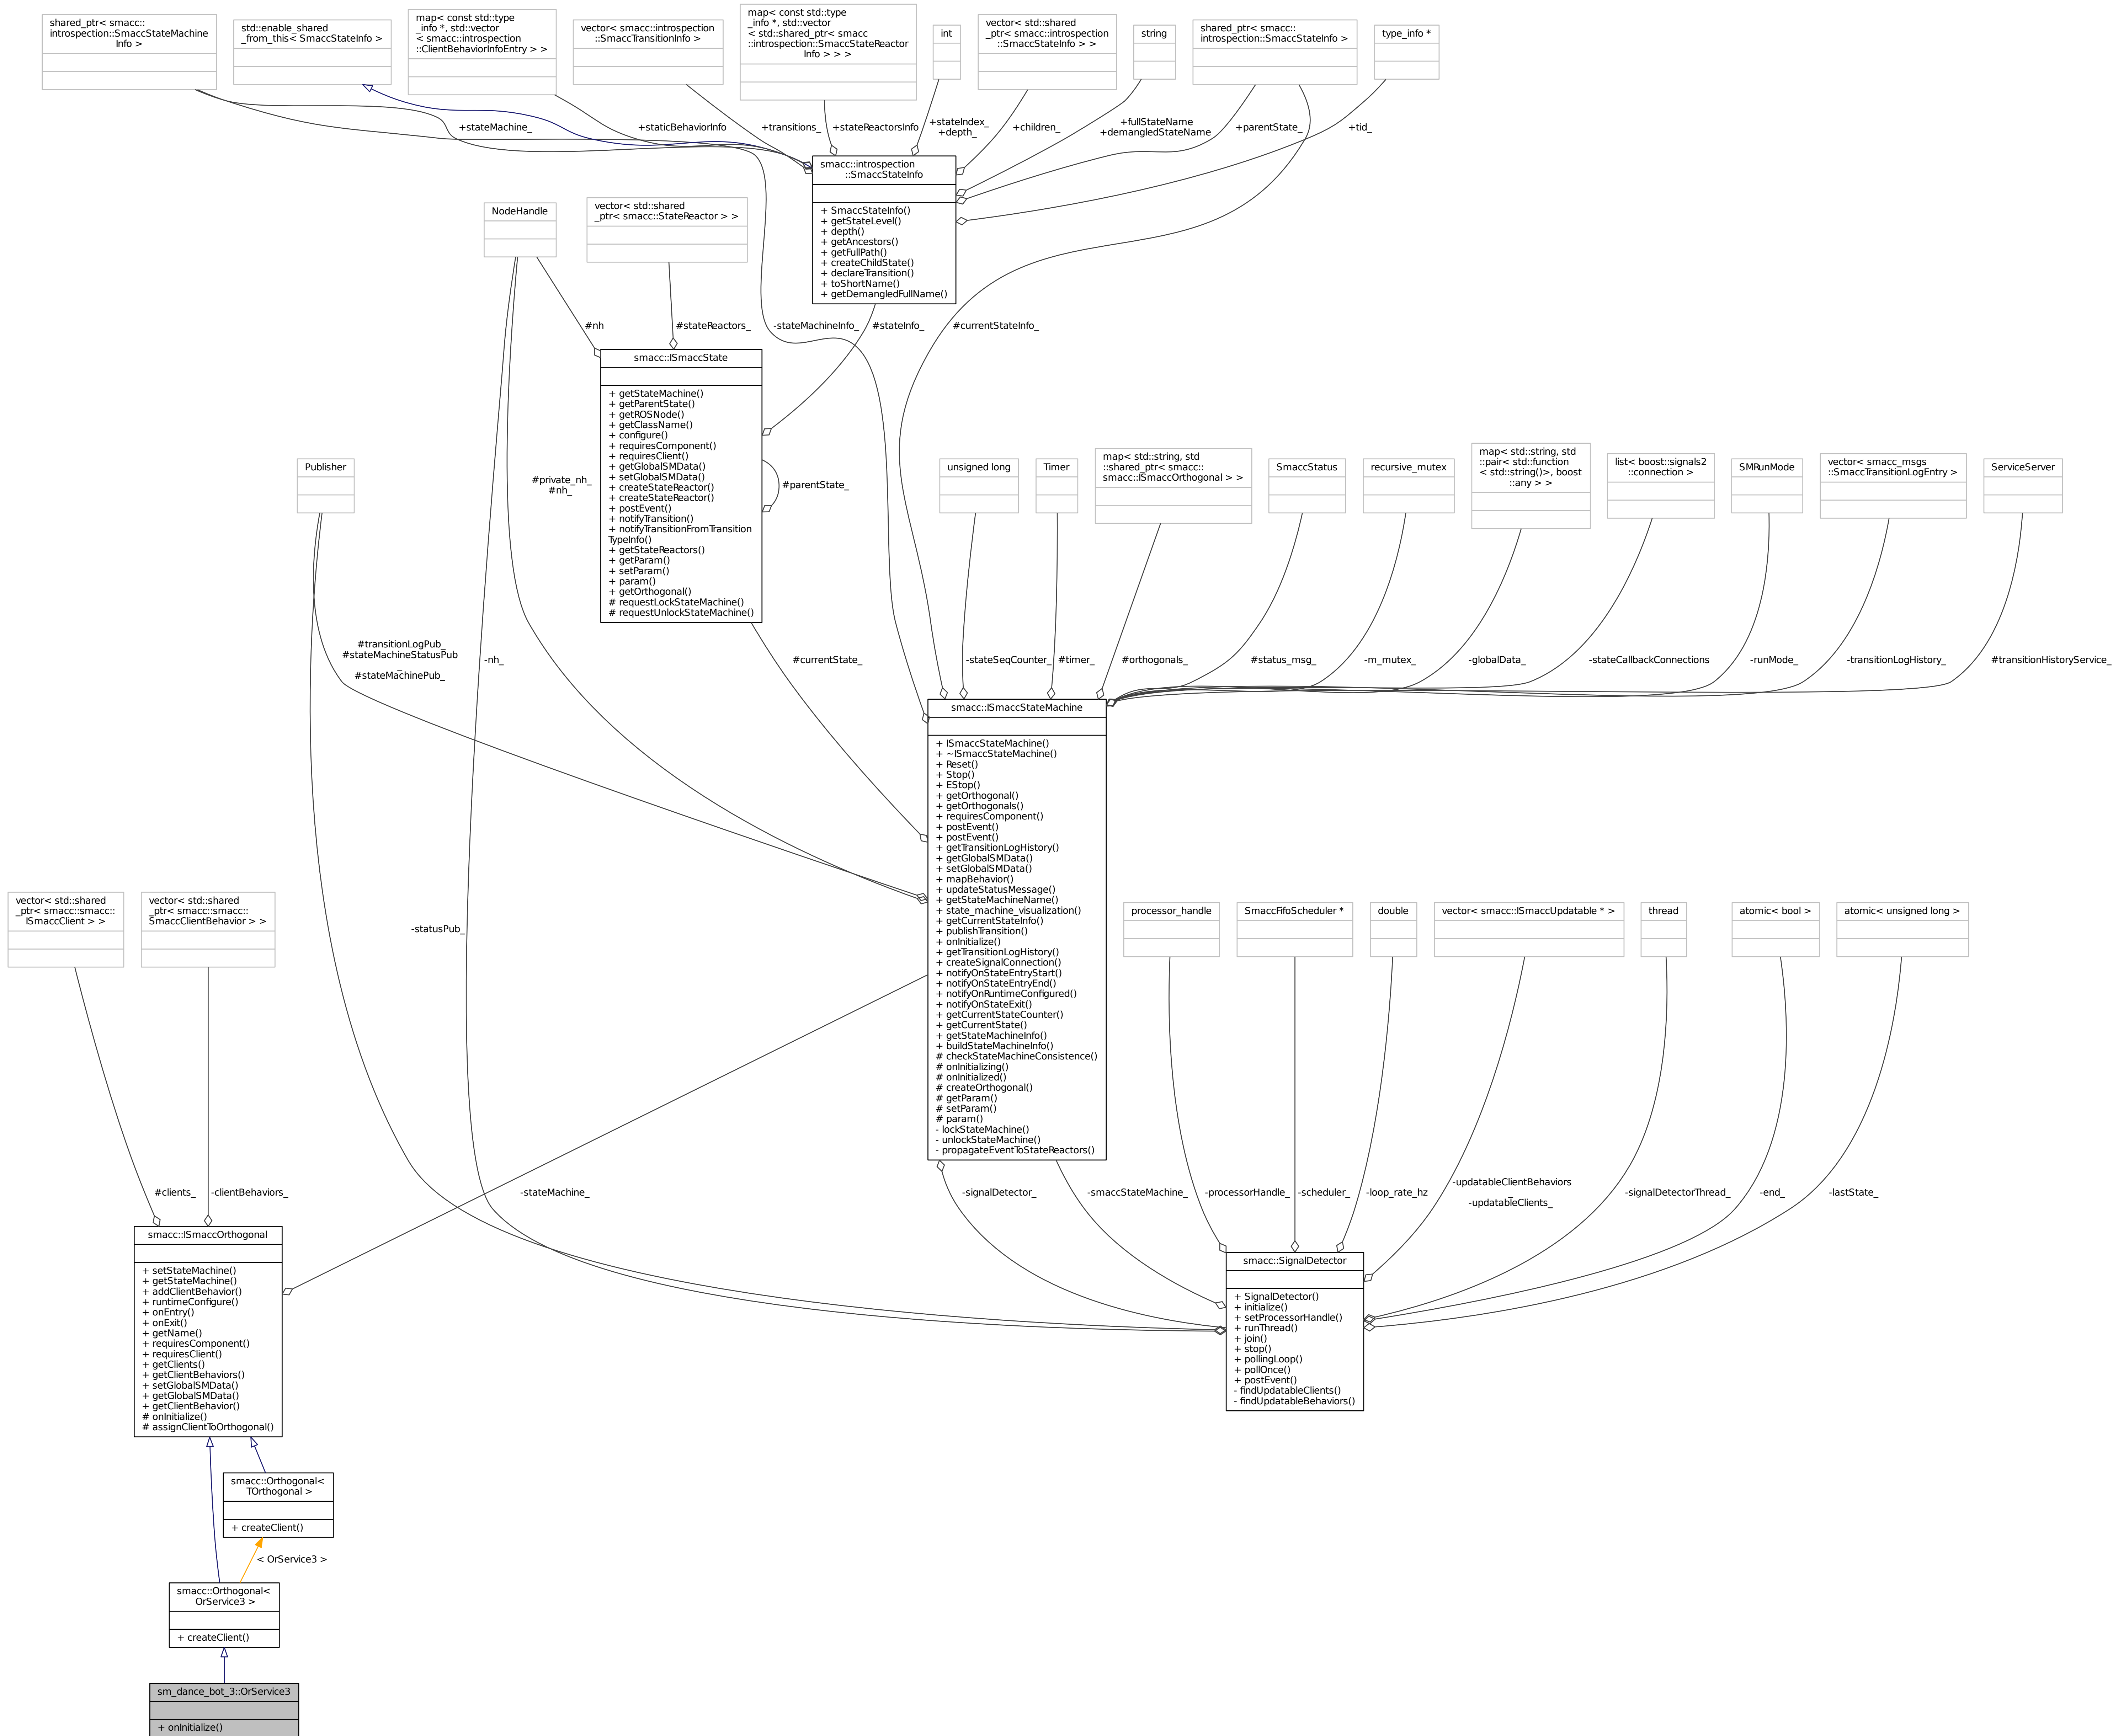 shared_ptr< smacc::
introspection::SmaccStateMachine
Info >
std::enable_shared
_from_this< SmaccStateInfo >
map< const std::type
_info *, std::vector
< smacc::introspection
::ClientBehaviorInfoEntry > >
vector< smacc::introspection
::SmaccTransitionInfo >
map< const std::type
_info *, std::vector
< std::shared_ptr< smacc
::introspection::SmaccStateReactor
Info > > >
int
vector< std::shared
_ptr< smacc::introspection
::SmaccStateInfo > >
string
shared_ptr< smacc::
introspection::SmaccStateInfo >
type_info *
+stateMachine_
+staticBehaviorInfo
+transitions_
+stateReactorsInfo
+stateIndex_
+depth_
+children_
+fullStateName
+demangledStateName
+parentState_
+tid_
smacc::introspection
::SmaccStateInfo
+ SmaccStateInfo()
+ getStateLevel()
+ depth()
+ getAncestors()
+ getFullPath()
+ createChildState()
+ declareTransition()
+ toShortName()
+ getDemangledFullName()
NodeHandle
vector< std::shared
_ptr< smacc::StateReactor > >
#nh
#stateReactors_
-stateMachineInfo_
#stateInfo_
#currentStateInfo_
smacc::ISmaccState
+ getStateMachine()
+ getParentState()
+ getROSNode()
+ getClassName()
+ configure()
+ requiresComponent()
+ requiresClient()
+ getGlobalSMData()
+ setGlobalSMData()
+ createStateReactor()
+ createStateReactor()
+ postEvent()
+ notifyTransition()
+ notifyTransitionFromTransition
TypeInfo()
+ getStateReactors()
+ getParam()
+ setParam()
+ param()
+ getOrthogonal()
# requestLockStateMachine()
# requestUnlockStateMachine()
#parentState_
#private_nh_
#nh_
Publisher
unsigned long
Timer
map< std::string, std
::shared_ptr< smacc::
smacc::ISmaccOrthogonal > >
SmaccStatus
recursive_mutex
map< std::string, std
::pair< std::function
< std::string()>, boost
::any > >
list< boost::signals2
::connection >
SMRunMode
vector< smacc_msgs
::SmaccTransitionLogEntry >
ServiceServer
#transitionLogPub_
#stateMachineStatusPub
_
#stateMachinePub_
-nh_
#currentState_
-stateSeqCounter_
#timer_
#orthogonals_
#status_msg_
-m_mutex_
-globalData_
-stateCallbackConnections
-runMode_
-transitionLogHistory_
#transitionHistoryService_
smacc::ISmaccStateMachine
+ ISmaccStateMachine()
+ ~ISmaccStateMachine()
+ Reset()
+ Stop()
+ EStop()
+ getOrthogonal()
+ getOrthogonals()
+ requiresComponent()
+ postEvent()
+ postEvent()
+ getTransitionLogHistory()
+ getGlobalSMData()
+ setGlobalSMData()
+ mapBehavior()
+ updateStatusMessage()
+ getStateMachineName()
+ state_machine_visualization()
+ getCurrentStateInfo()
+ publishTransition()
+ onInitialize()
+ getTransitionLogHistory()
+ createSignalConnection()
+ notifyOnStateEntryStart()
+ notifyOnStateEntryEnd()
+ notifyOnRuntimeConfigured()
+ notifyOnStateExit()
+ getCurrentStateCounter()
+ getCurrentState()
+ getStateMachineInfo()
+ buildStateMachineInfo()
# checkStateMachineConsistence()
# onInitializing()
# onInitialized()
# createOrthogonal()
# getParam()
# setParam()
# param()
- lockStateMachine()
- unlockStateMachine()
- propagateEventToStateReactors()
vector< std::shared
_ptr< smacc::smacc::
ISmaccClient > >
vector< std::shared
_ptr< smacc::smacc::
SmaccClientBehavior > >
-statusPub_
processor_handle
SmaccFifoScheduler *
double
vector< smacc::ISmaccUpdatable * >
thread
atomic< bool >
atomic< unsigned long >
#clients_
-clientBehaviors_
-stateMachine_
-signalDetector_
-smaccStateMachine_
-processorHandle_
-scheduler_
-loop_rate_hz
-updatableClientBehaviors
_
-updatableClients_
-signalDetectorThread_
-end_
-lastState_
smacc::ISmaccOrthogonal
+ setStateMachine()
+ getStateMachine()
+ addClientBehavior()
+ runtimeConfigure()
+ onEntry()
+ onExit()
+ getName()
+ requiresComponent()
+ requiresClient()
+ getClients()
+ getClientBehaviors()
+ setGlobalSMData()
+ getGlobalSMData()
+ getClientBehavior()
# onInitialize()
# assignClientToOrthogonal()
smacc::SignalDetector
+ SignalDetector()
+ initialize()
+ setProcessorHandle()
+ runThread()
+ join()
+ stop()
+ pollingLoop()
+ pollOnce()
+ postEvent()
- findUpdatableClients()
- findUpdatableBehaviors()
smacc::Orthogonal<
TOrthogonal >
+ createClient()
< OrService3 >
smacc::Orthogonal<
OrService3 >
+ createClient()
sm_dance_bot_3::OrService3
+ onInitialize()